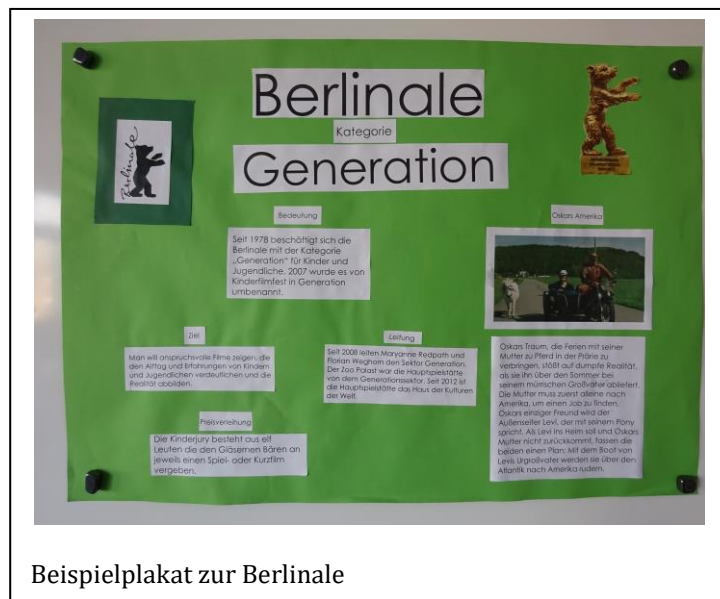 Berlinale
Kategorie
Generation
Berlinale
Bedeutung
Seit 1978 beschäftigt sich die
Berlinale mit der Kategorie
„Generation“ für Kinder und
Jugendliche. 2007 wurde es von
Kinderfilmfest in Generation
umbenannt.
Oskars Amerika
Ziel
Man will anspruchsvolle Filme zeigen, die
den Alltag und Erfahrungen von Kindern
und Jugendlichen verdeutlichen und die
Realität abbilden.
Leitung
Seit 2008 leiten Maryanne Redpath und
Florian Weghorn den Sektor Generation.
Der Zoo Palast war die Hauptspielstätte
von dem Generationssektor. Seit 2012 ist
die Hauptspielstätte das Haus der Kulturen
der Welt.
Oskars Traum, die Ferien mit seiner
Mutter zu Pferd in der Prärie zu
verbringen, stößt auf dumpfe Realität,
als sie ihn über den Sommer bei
seinem mürrischen Großvater abliefert.
Die Mutter muss zuerst alleine nach
Amerika, um einen Job zu finden.
Oskars einziger Freund wird der
Außenseiter Levi, der mit seinem Pony
spricht. Als Levi ins Heim soll und Oskars
Mutter nicht zurückkommt, fassen die
beiden einen Plan: Mit dem Boot von
Levis Urgroßvater werden sie über den
Atlantik nach Amerika rudern.
Preisverleihung
Die Kinderjury besteht aus elf
Leuten die den Gläsernen Bären an
jeweils einen Spiel- oder Kurzfilm
vergeben.
Beispielplakat zur Berlinale